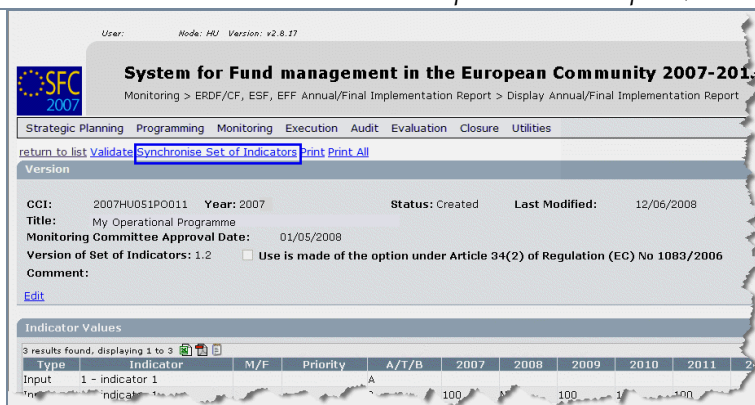 User: Node: HU Version: v2.8.17
SFC
2007
System for Fund management in the European Community 2007-201
Monitoring > ERDF/CF, ESF, EFF Annual/Final Implementation Report > Display Annual/Final Implementation Report
Strategic Planning Programming Monitoring Execution Audit Evaluation Closure Utilities
return to list Validate Synchronise Set of Indicators Print Print All
Version
CCI: 2007HU051PO011 Year: 2007 Status: Created Last Modified: 12/06/2008
Title: My Operational Programme
Monitoring Committee Approval Date: 01/05/2008
Version of Set of Indicators: 1.2 Use is made of the option under Article 34(2) of Regulation (EC) No 1083/2006
Comment:
Edit
Indicator Values
3 results found, displaying 1 to 3
Type Indicator M/F Priority A/T/B 2007 2008 2009 2010 2011
Input 1 - indicator 1 A
100 100 100